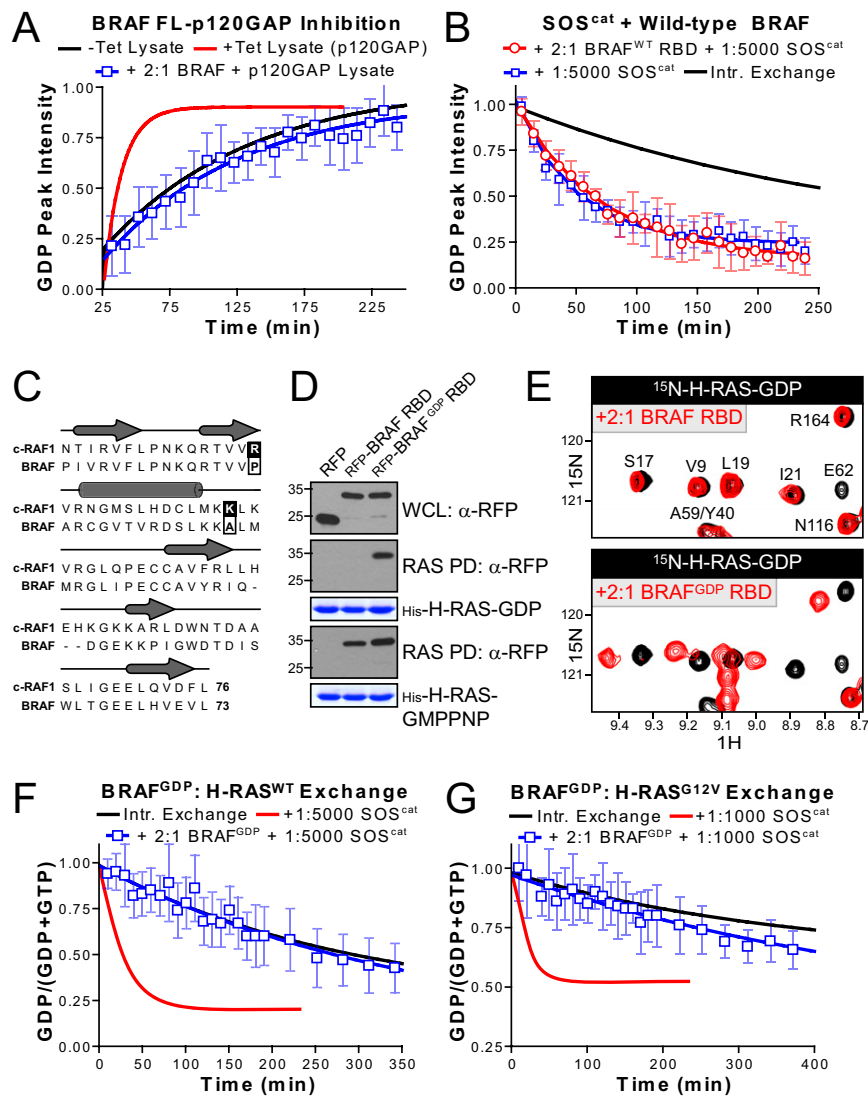 A
BRAF FL-p120GAP Inhibition
-Tet Lysate +Tet Lysate (p120GAP)
+ 2:1 BRAF + p120GAP Lysate
GDP Peak Intensity
1.00
0.75
0.50
0.25
0.00
25 75 125 175 225
Time (min)
B
SOScat + Wild-type BRAF
+ 2:1 BRAFWT RBD + 1:5000 SOScat
+ 1:5000 SOScat Intr. Exchange
GDP Peak Intensity
1.00
0.75
0.50
0.25
0.00
0 50 100 150 200 250
Time (min)
C
c-RAF1 N T I R V F L P N K Q R T V V R
BRAF P I V R V F L P N K Q R T V V P
c-RAF1 V R N G M S L H D C L M K K L K
BRAF A R C G V T V R D S L K K A L M
c-RAF1 V R G L Q P E C C A V F R L L H
BRAF M R G L I P E C C A V Y R I Q -
c-RAF1 E H K G K K A R L D W N T D A A
BRAF - - D G E K K P I G W D T D I S
c-RAF1 S L I G E E L Q V D F L 76
BRAF W L T G E E L H V E V L 73
D
RFP
RFP-BRAF RBD
RFP-BRAFGDP RBD
35
25
WCL: α-RFP
35
25
RAS PD: α-RFP
His-H-RAS-GDP
35
25
RAS PD: α-RFP
His-H-RAS-
GMPPNP
E
15N-H-RAS-GDP
+2:1 BRAF RBD
R164
S17 V9 L19 I21 E62
A59/Y40 N116
120
121
15N
15N-H-RAS-GDP
+2:1 BRAFGDP RBD
120
121
15N
9.4 9.3 9.2 9.1 9.0 8.9 8.8 8.7
1H
F
BRAFGDP: H-RASWT Exchange
Intr. Exchange +1:5000 SOScat
+ 2:1 BRAFGDP + 1:5000 SOScat
GDP/(GDP+GTP)
1.00
0.75
0.50
0.25
0.00
0 50 100 150 200 250 300 350
Time (min)
G
BRAFGDP: H-RASG12V Exchange
Intr. Exchange +1:1000 SOScat
+ 2:1 BRAFGDP + 1:1000 SOScat
GDP/(GDP+GTP)
1.00
0.75
0.50
0.25
0 100 200 300 400
Time (min)